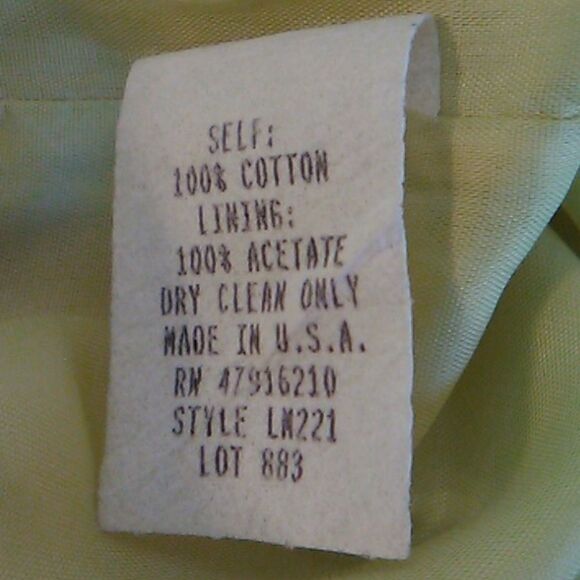 SELF:
100% COTTON
LINING:
100% ACETATE
DRY CLEAN ONLY
MADE IN U.S.A.
RN 47916210
STYLE LN221
LOT 883